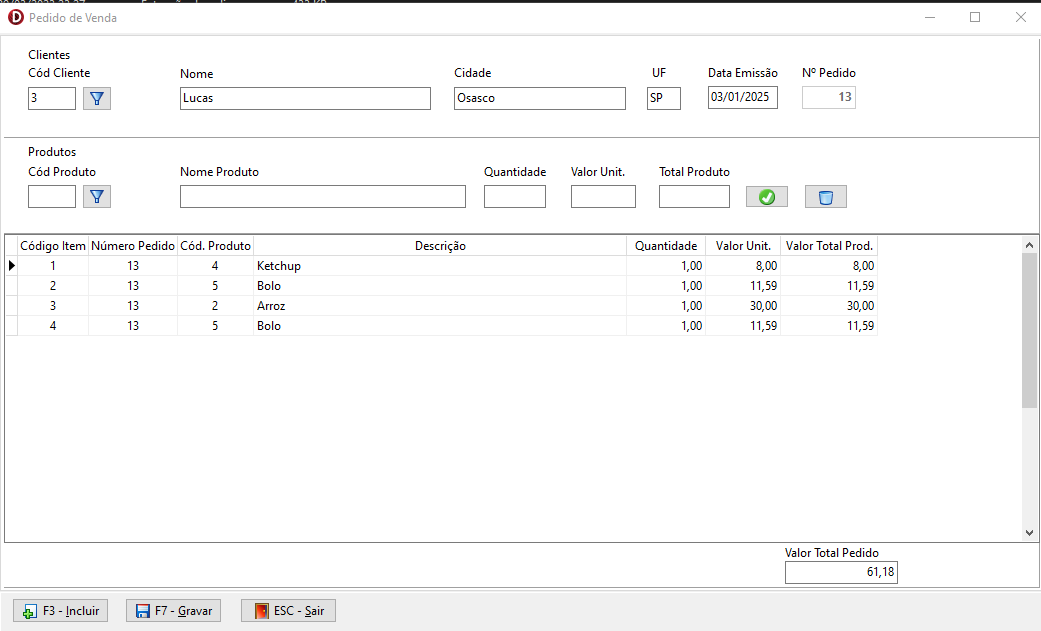 Pedido de Venda
Clientes
Cód Cliente Nome Cidade UF Data Emissão Nº Pedido
3 Lucas Osasco SP 03/01/2025 13
Produtos
Cód Produto Nome Produto Quantidade Valor Unit. Total Produto
Código Item Número Pedido Cód. Produto Descrição Quantidade Valor Unit. Valor Total Prod.
1 13 4 Ketchup 1,00 8,00 8,00
2 13 5 Bolo 1,00 11,59 11,59
3 13 2 Arroz 1,00 30,00 30,00
4 13 5 Bolo 1,00 11,59 11,59
Valor Total Pedido
61,18
F3 - Incluir F7 - Gravar ESC - Sair